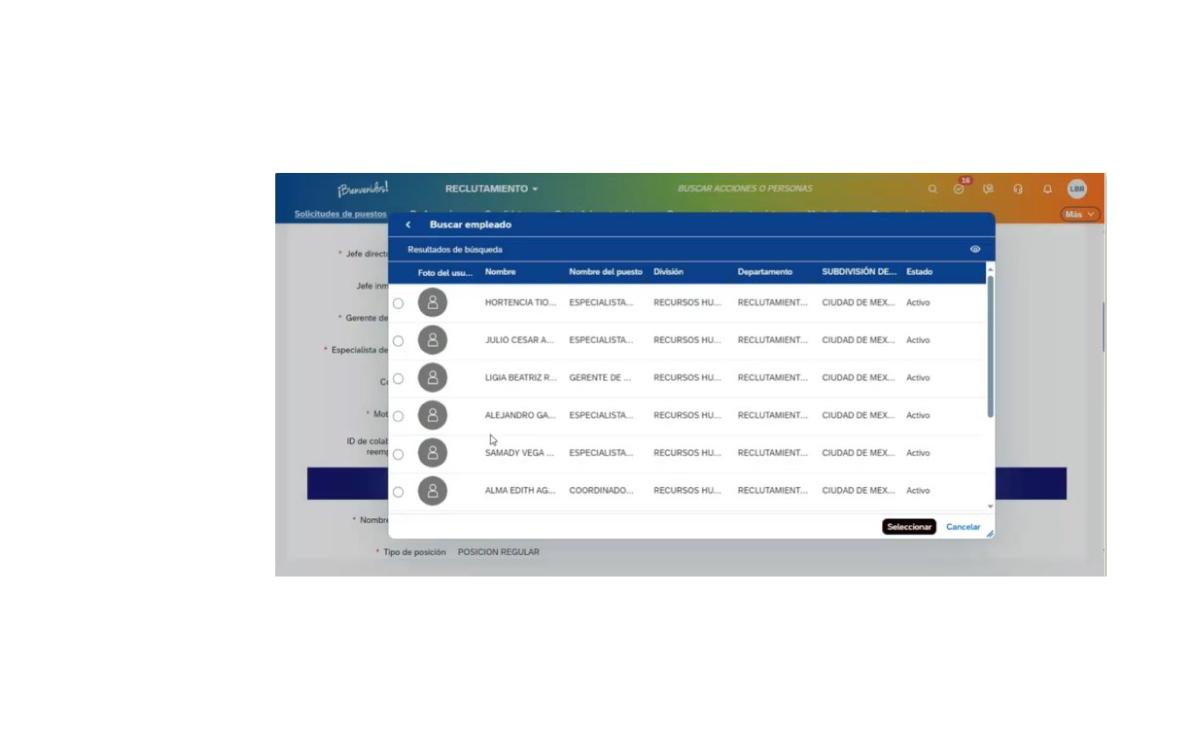 ¡Bienvenidos! RECLUTAMIENTO BUSCAR ACCIONES O PERSONAS 16 LBR
Solicitudes de puestos Más
Buscar empleado
Resultados de búsqueda
Foto del usu... Nombre Nombre del puesto División Departamento SUBDIVISIÓN DE... Estado
HORTENCIA TIO... ESPECIALISTA... RECURSOS HU... RECLUTAMIENT... CIUDAD DE MEX... Activo
JULIO CESAR A... ESPECIALISTA... RECURSOS HU... RECLUTAMIENT... CIUDAD DE MEX... Activo
LIGIA BEATRIZ R... GERENTE DE ... RECURSOS HU... RECLUTAMIENT... CIUDAD DE MEX... Activo
ALEJANDRO GA... ESPECIALISTA... RECURSOS HU... RECLUTAMIENT... CIUDAD DE MEX... Activo
SAMADY VEGA ... ESPECIALISTA... RECURSOS HU... RECLUTAMIENT... CIUDAD DE MEX... Activo
ALMA EDITH AG... COORDINADO... RECURSOS HU... RECLUTAMIENT... CIUDAD DE MEX... Activo
Seleccionar Cancelar
* Jefe direct
Jefe inm
* Gerente de
* Especialista de
* Mot
ID de colab
reemp
* Nombre
* Tipo de posición POSICION REGULAR